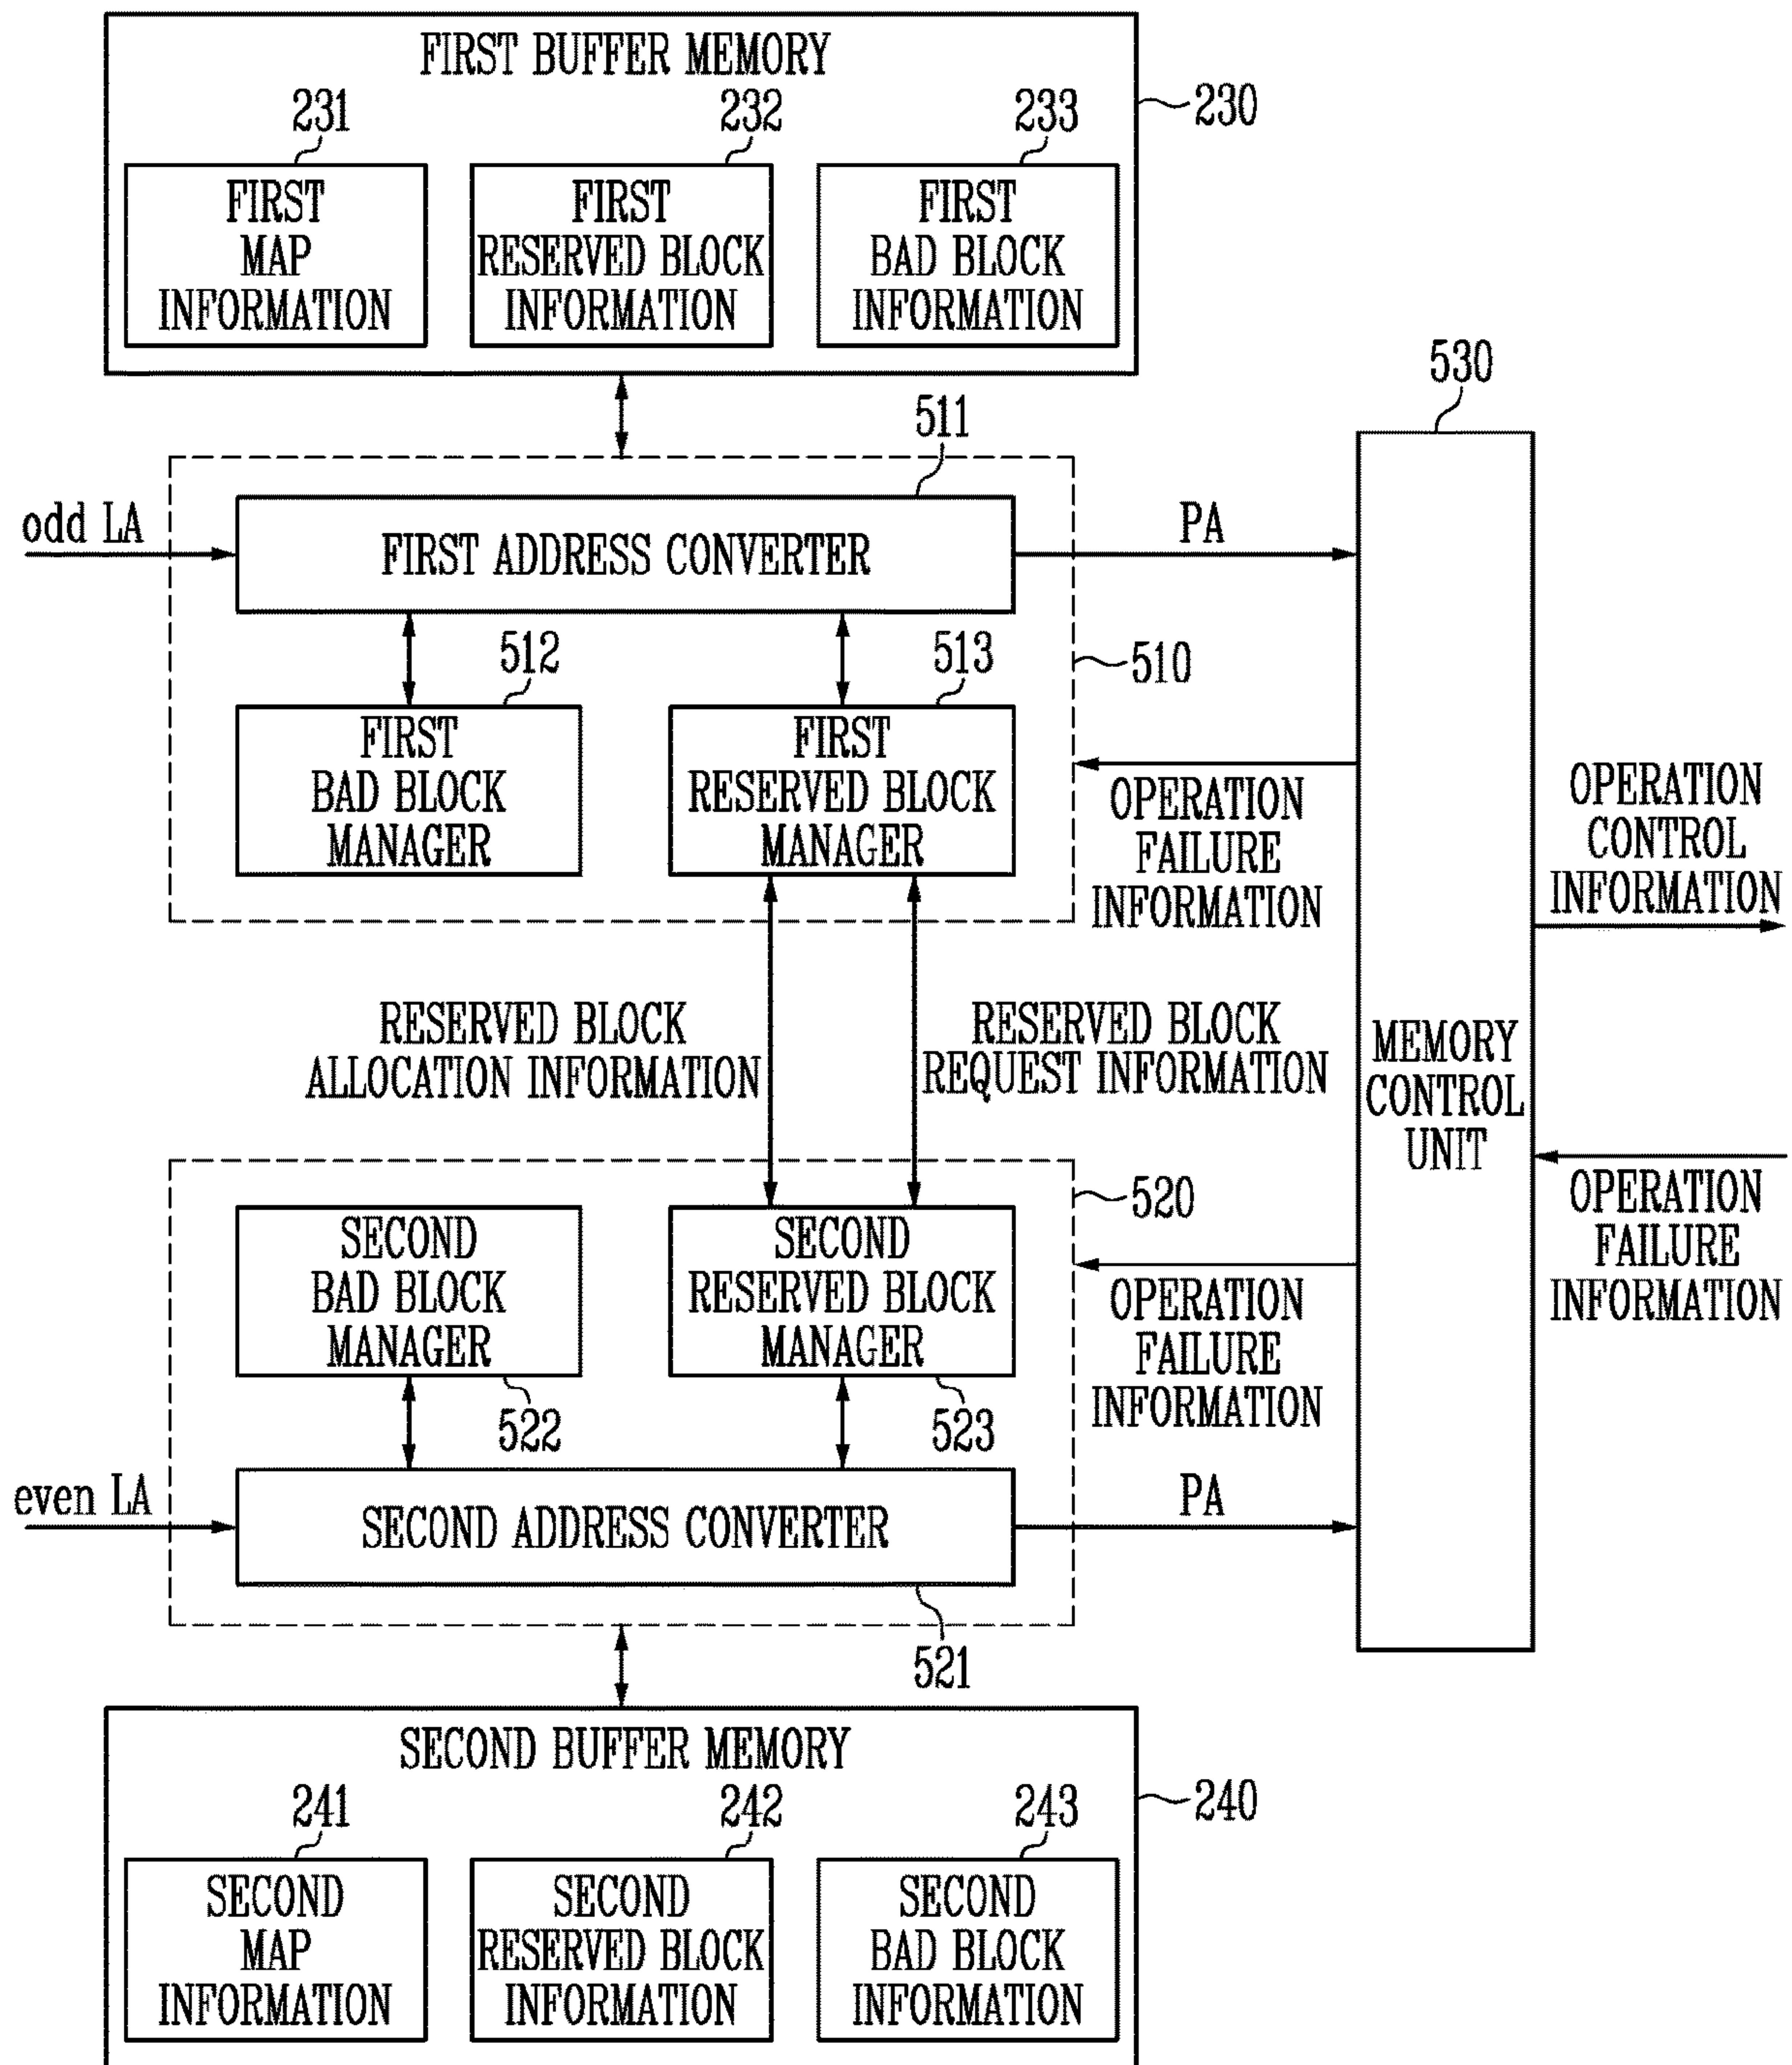 FIRST BUFFER MEMORY
230
231
232
233
FIRST
MAP
INFORMATION
FIRST
RESERVED BLOCK
INFORMATION
FIRST
BAD BLOCK
INFORMATION
530
511
odd LA
FIRST ADDRESS CONVERTER
PA
512
513
510
FIRST
BAD BLOCK
MANAGER
FIRST
RESERVED BLOCK
MANAGER
OPERATION
FAILURE
INFORMATION
OPERATION
CONTROL
INFORMATION
RESERVED BLOCK
ALLOCATION INFORMATION
RESERVED BLOCK
REQUEST INFORMATION
MEMORY
CONTROL
UNIT
520
SECOND
BAD BLOCK
MANAGER
SECOND
RESERVED BLOCK
MANAGER
OPERATION
FAILURE
INFORMATION
OPERATION
FAILURE
INFORMATION
522
523
even LA
SECOND ADDRESS CONVERTER
PA
521
SECOND BUFFER MEMORY
240
241
242
243
SECOND
MAP
INFORMATION
SECOND
RESERVED BLOCK
INFORMATION
SECOND
BAD BLOCK
INFORMATION